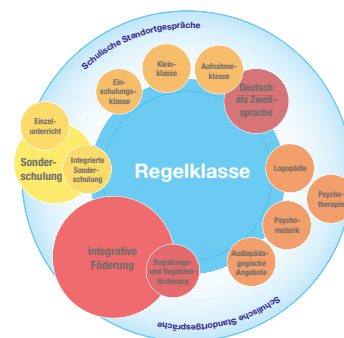 Schulische Standortgespräche
Klein-
klasse
Aufnahme-
klasse
Ein-
schulungs-
klasse
Deutsch
als Zweit-
sprache
Einzel-
unterricht
Sonder-
schulung
Integrierte
Sonder-
schulung
Regelklasse
Logopädie
Psycho-
therapie
Psycho-
motorik
Integrative
Föderung
Begabungs-
und Begabten-
förderung
Audiopäda-
gogische
Angebote
Schulische Standortgespräche